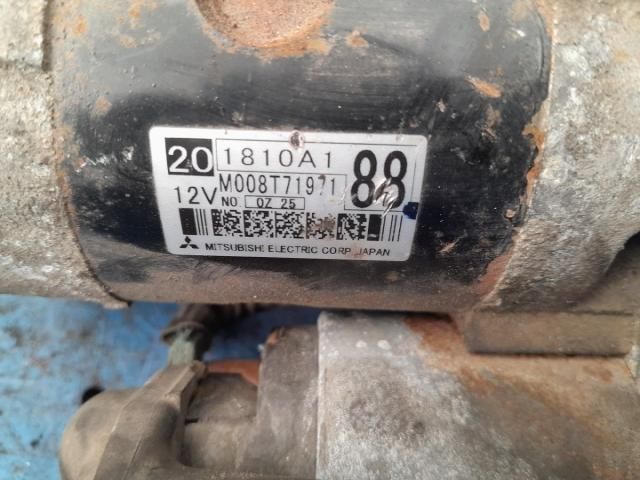 20 1810A1 88
12V M008T71971
NO. 0Z 25
MITSUBISHI ELECTRIC CORP. JAPAN